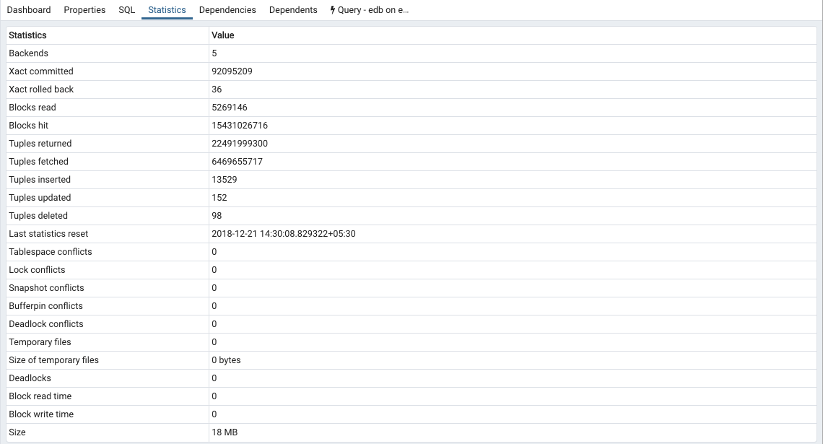 Dashboard Properties SQL Statistics Dependencies Dependents Query - edb on e...
Statistics Value
Backends 5
Xact committed 92095209
Xact rolled back 36
Blocks read 5269146
Blocks hit 15431026716
Tuples returned 22491999300
Tuples fetched 6469655717
Tuples inserted 13529
Tuples updated 152
Tuples deleted 98
Last statistics reset 2018-12-21 14:30:08.829322+05:30
Tablespace conflicts 0
Lock conflicts 0
Snapshot conflicts 0
Bufferpin conflicts 0
Deadlock conflicts 0
Temporary files 0
Size of temporary files 0 bytes
Deadlocks 0
Block read time 0
Block write time 0
Size 18 MB